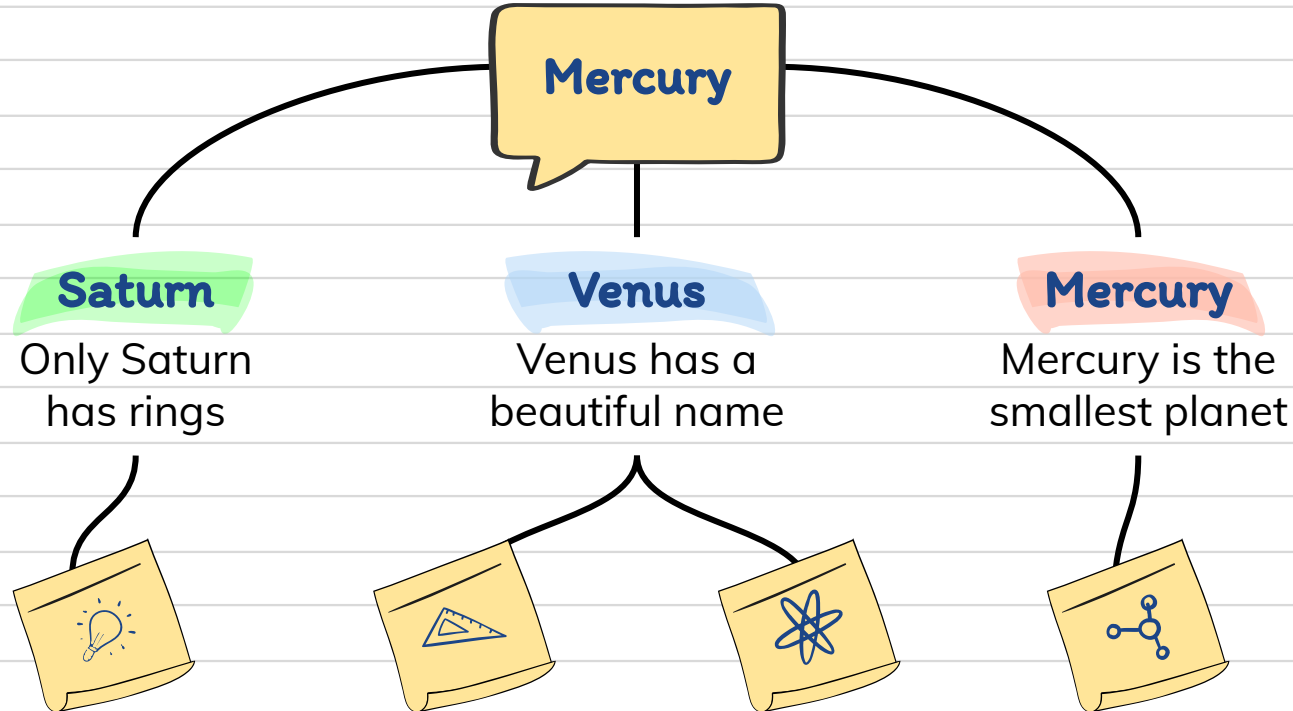 Mercury
Saturn
Only Saturn
has rings
Venus
Venus has a
beautiful name
Mercury
Mercury is the
smallest planet